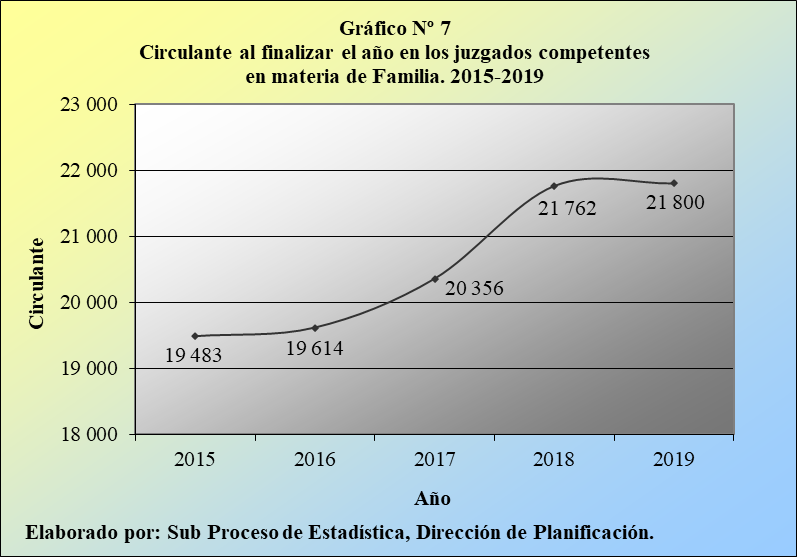 Gráfico Nº 7
Circulante al finalizar el año en los juzgados competentes
en materia de Familia. 2015-2019
23 000
22 000
21 000
20 000
19 000
18 000
Circulante
19 483
19 614
20 356
21 762
21 800
2015 2016 2017 2018 2019
Año
Elaborado por: Sub Proceso de Estadística, Dirección de Planificación.